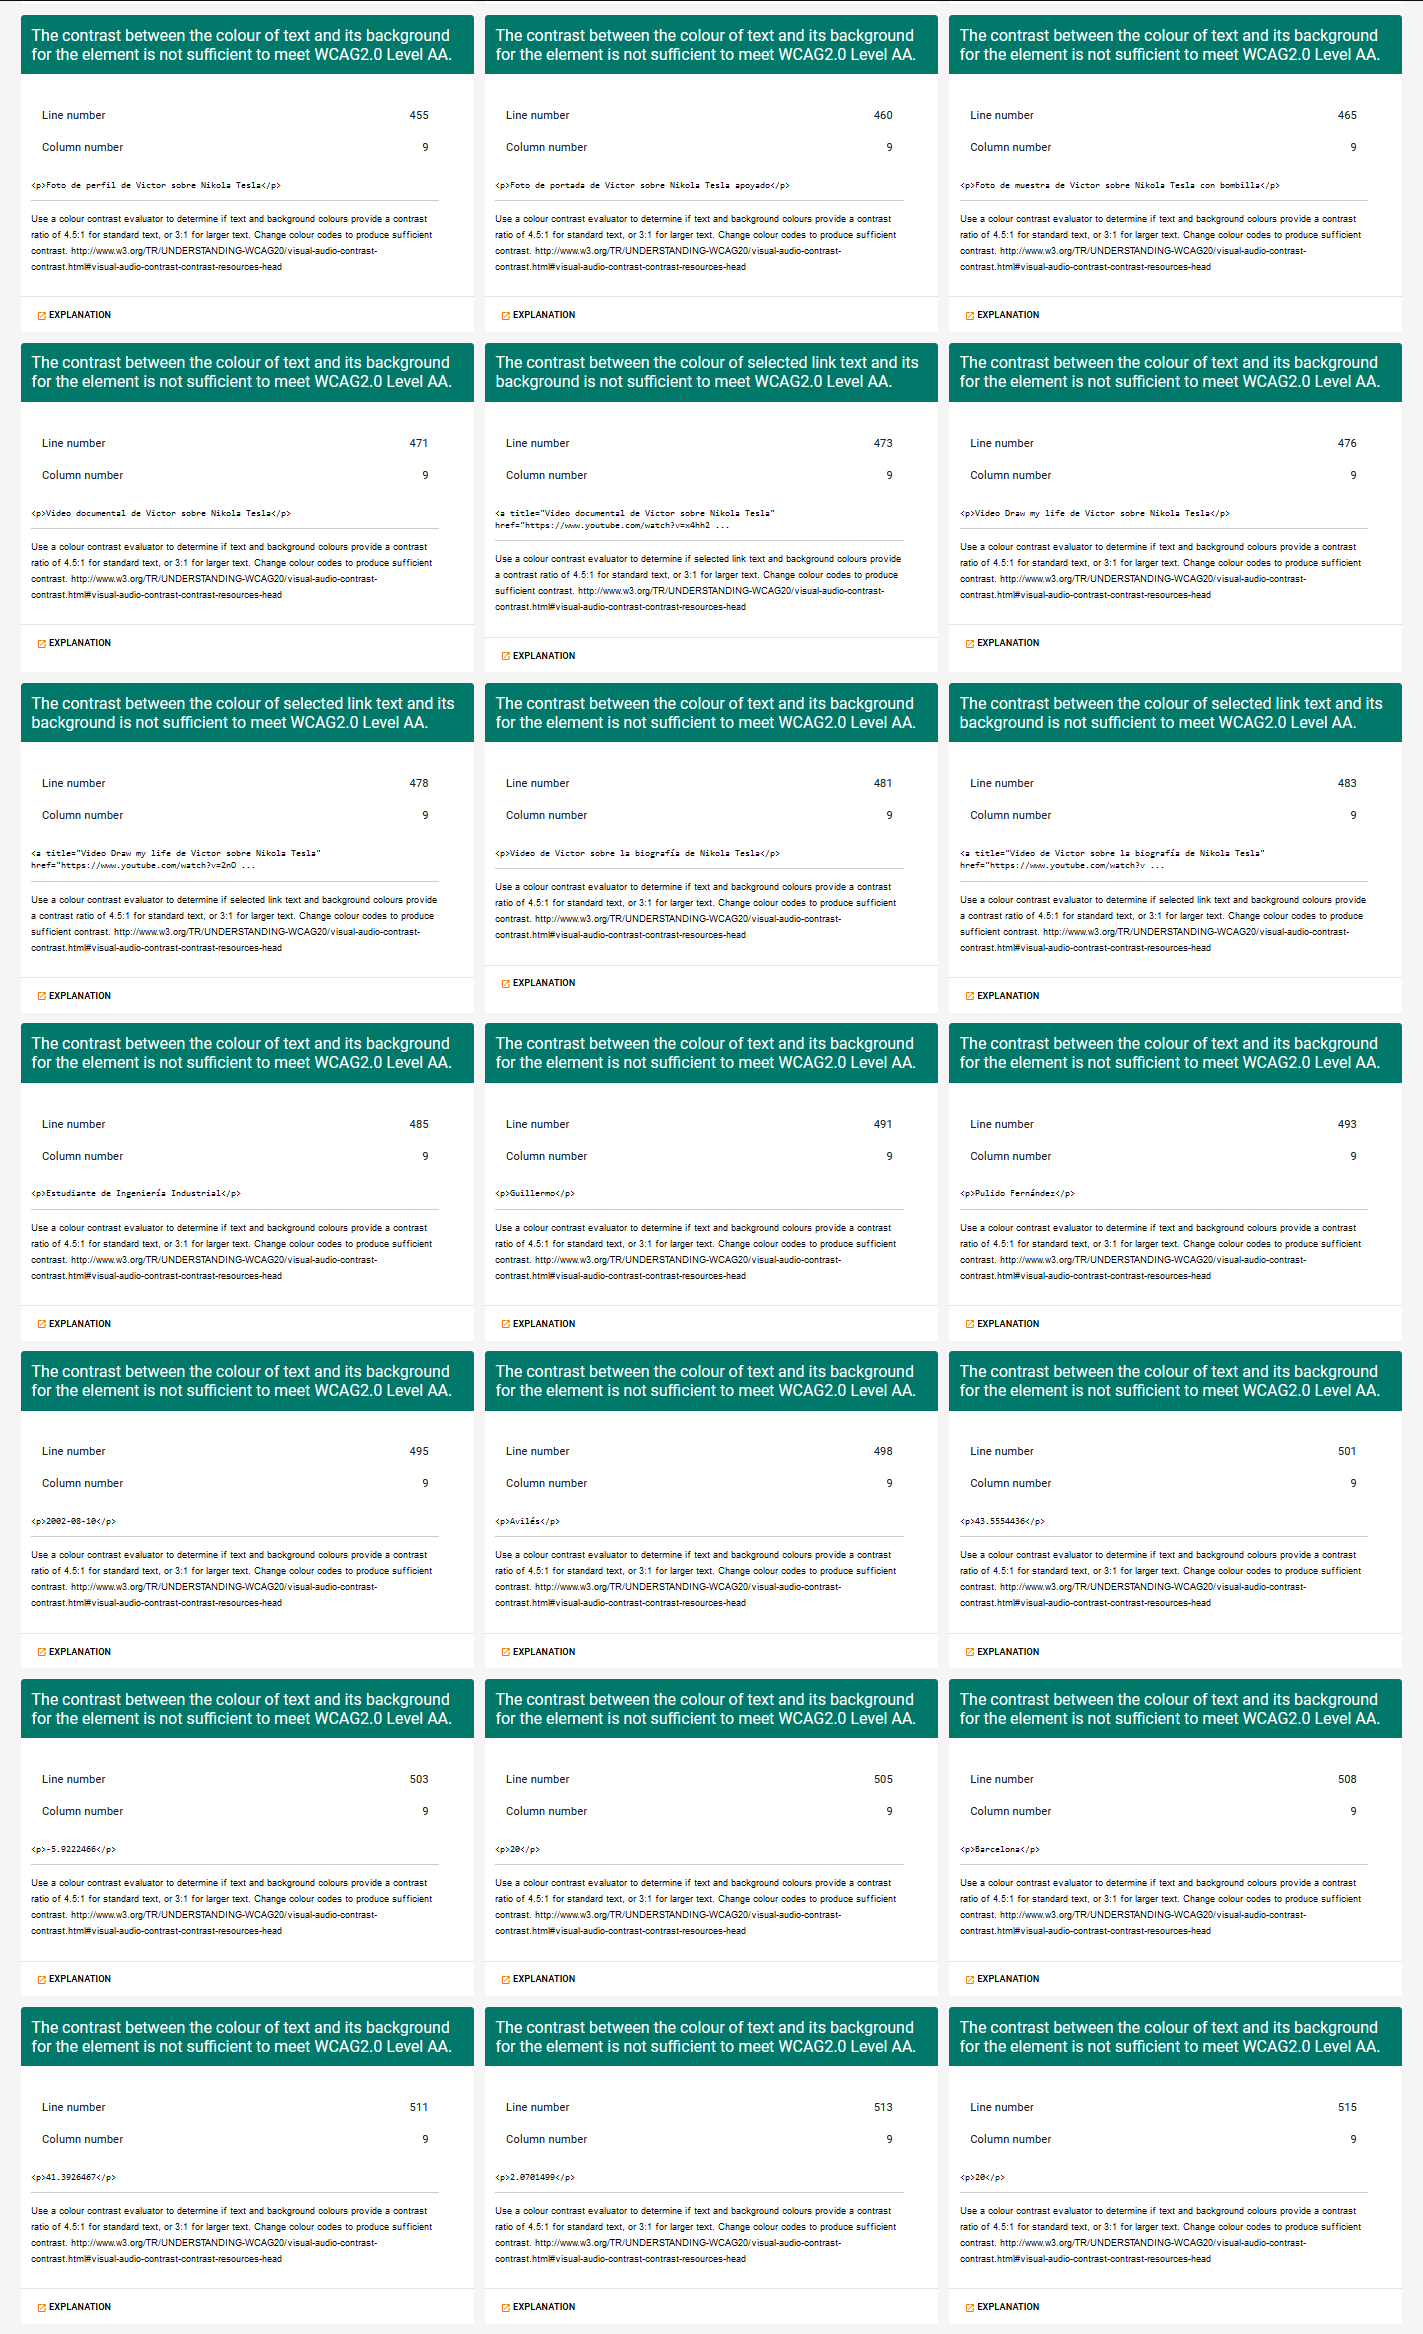 The contrast between the colour of text and its background
for the element is not sufficient to meet WCAG2.0 Level AA.
Line number 455
Column number 9
<p>Foto de perfil de Victor sobre Nikola Tesla</p>
Use a colour contrast evaluator to determine if text and background colours provide a contrast
ratio of 4.5:1 for standard text, or 3:1 for larger text. Change colour codes to produce sufficient
contrast. http://www.w3.org/TR/UNDERSTANDING-WCAG20/visual-audio-contrast-
contrast.html#visual-audio-contrast-contrast-resources-head
EXPLANATION
The contrast between the colour of text and its background
for the element is not sufficient to meet WCAG2.0 Level AA.
Line number 460
Column number 9
<p>Foto de portada de Victor sobre Nikola Tesla apoyado</p>
Use a colour contrast evaluator to determine if text and background colours provide a contrast
ratio of 4.5:1 for standard text, or 3:1 for larger text. Change colour codes to produce sufficient
contrast. http://www.w3.org/TR/UNDERSTANDING-WCAG20/visual-audio-contrast-
contrast.html#visual-audio-contrast-contrast-resources-head
EXPLANATION
The contrast between the colour of text and its background
for the element is not sufficient to meet WCAG2.0 Level AA.
Line number 465
Column number 9
<p>Foto de muestra de Victor sobre Nikola Tesla con bombilla</p>
Use a colour contrast evaluator to determine if text and background colours provide a contrast
ratio of 4.5:1 for standard text, or 3:1 for larger text. Change colour codes to produce sufficient
contrast. http://www.w3.org/TR/UNDERSTANDING-WCAG20/visual-audio-contrast-
contrast.html#visual-audio-contrast-contrast-resources-head
EXPLANATION
The contrast between the colour of text and its background
for the element is not sufficient to meet WCAG2.0 Level AA.
Line number 471
Column number 9
<p>Video documental de Victor sobre Nikola Tesla</p>
Use a colour contrast evaluator to determine if text and background colours provide a contrast
ratio of 4.5:1 for standard text, or 3:1 for larger text. Change colour codes to produce sufficient
contrast. http://www.w3.org/TR/UNDERSTANDING-WCAG20/visual-audio-contrast-
contrast.html#visual-audio-contrast-contrast-resources-head
EXPLANATION
The contrast between the colour of selected link text and its
background is not sufficient to meet WCAG2.0 Level AA.
Line number 473
Column number 9
<a title="Video documental de Victor sobre Nikola Tesla"
href="https://www.youtube.com/watch?v=x4hh2 ...
Use a colour contrast evaluator to determine if selected link text and background colours provide
a contrast ratio of 4.5:1 for standard text, or 3:1 for larger text. Change colour codes to produce
sufficient contrast. http://www.w3.org/TR/UNDERSTANDING-WCAG20/visual-audio-contrast-
contrast.html#visual-audio-contrast-contrast-resources-head
EXPLANATION
The contrast between the colour of text and its background
for the element is not sufficient to meet WCAG2.0 Level AA.
Line number 476
Column number 9
<p>Video Draw my life de Victor sobre Nikola Tesla</p>
Use a colour contrast evaluator to determine if text and background colours provide a contrast
ratio of 4.5:1 for standard text, or 3:1 for larger text. Change colour codes to produce sufficient
contrast. http://www.w3.org/TR/UNDERSTANDING-WCAG20/visual-audio-contrast-
contrast.html#visual-audio-contrast-contrast-resources-head
EXPLANATION
The contrast between the colour of selected link text and its
background is not sufficient to meet WCAG2.0 Level AA.
Line number 478
Column number 9
<a title="Video Draw my life de Victor sobre Nikola Tesla"
href="https://www.youtube.com/watch?v=2nO ...
Use a colour contrast evaluator to determine if selected link text and background colours provide
a contrast ratio of 4.5:1 for standard text, or 3:1 for larger text. Change colour codes to produce
sufficient contrast. http://www.w3.org/TR/UNDERSTANDING-WCAG20/visual-audio-contrast-
contrast.html#visual-audio-contrast-contrast-resources-head
EXPLANATION
The contrast between the colour of text and its background
for the element is not sufficient to meet WCAG2.0 Level AA.
Line number 481
Column number 9
<p>Video de Victor sobre la biografía de Nikola Tesla</p>
Use a colour contrast evaluator to determine if text and background colours provide a contrast
ratio of 4.5:1 for standard text, or 3:1 for larger text. Change colour codes to produce sufficient
contrast. http://www.w3.org/TR/UNDERSTANDING-WCAG20/visual-audio-contrast-
contrast.html#visual-audio-contrast-contrast-resources-head
EXPLANATION
The contrast between the colour of selected link text and its
background is not sufficient to meet WCAG2.0 Level AA.
Line number 483
Column number 9
<a title="Video de Victor sobre la biografía de Nikola Tesla"
href="https://www.youtube.com/watch?v ...
Use a colour contrast evaluator to determine if selected link text and background colours provide
a contrast ratio of 4.5:1 for standard text, or 3:1 for larger text. Change colour codes to produce
sufficient contrast. http://www.w3.org/TR/UNDERSTANDING-WCAG20/visual-audio-contrast-
contrast.html#visual-audio-contrast-contrast-resources-head
EXPLANATION
The contrast between the colour of text and its background
for the element is not sufficient to meet WCAG2.0 Level AA.
Line number 485
Column number 9
<p>Estudiante de Ingeniería Industrial</p>
Use a colour contrast evaluator to determine if text and background colours provide a contrast
ratio of 4.5:1 for standard text, or 3:1 for larger text. Change colour codes to produce sufficient
contrast. http://www.w3.org/TR/UNDERSTANDING-WCAG20/visual-audio-contrast-
contrast.html#visual-audio-contrast-contrast-resources-head
EXPLANATION
The contrast between the colour of text and its background
for the element is not sufficient to meet WCAG2.0 Level AA.
Line number 491
Column number 9
<p>Guillermo</p>
Use a colour contrast evaluator to determine if text and background colours provide a contrast
ratio of 4.5:1 for standard text, or 3:1 for larger text. Change colour codes to produce sufficient
contrast. http://www.w3.org/TR/UNDERSTANDING-WCAG20/visual-audio-contrast-
contrast.html#visual-audio-contrast-contrast-resources-head
EXPLANATION
The contrast between the colour of text and its background
for the element is not sufficient to meet WCAG2.0 Level AA.
Line number 493
Column number 9
<p>Pulido Fernández</p>
Use a colour contrast evaluator to determine if text and background colours provide a contrast
ratio of 4.5:1 for standard text, or 3:1 for larger text. Change colour codes to produce sufficient
contrast. http://www.w3.org/TR/UNDERSTANDING-WCAG20/visual-audio-contrast-
contrast.html#visual-audio-contrast-contrast-resources-head
EXPLANATION
The contrast between the colour of text and its background
for the element is not sufficient to meet WCAG2.0 Level AA.
Line number 495
Column number 9
<p>2002-08-10</p>
Use a colour contrast evaluator to determine if text and background colours provide a contrast
ratio of 4.5:1 for standard text, or 3:1 for larger text. Change colour codes to produce sufficient
contrast. http://www.w3.org/TR/UNDERSTANDING-WCAG20/visual-audio-contrast-
contrast.html#visual-audio-contrast-contrast-resources-head
EXPLANATION
The contrast between the colour of text and its background
for the element is not sufficient to meet WCAG2.0 Level AA.
Line number 498
Column number 9
<p>Avilés</p>
Use a colour contrast evaluator to determine if text and background colours provide a contrast
ratio of 4.5:1 for standard text, or 3:1 for larger text. Change colour codes to produce sufficient
contrast. http://www.w3.org/TR/UNDERSTANDING-WCAG20/visual-audio-contrast-
contrast.html#visual-audio-contrast-contrast-resources-head
EXPLANATION
The contrast between the colour of text and its background
for the element is not sufficient to meet WCAG2.0 Level AA.
Line number 501
Column number 9
<p>43.5554436</p>
Use a colour contrast evaluator to determine if text and background colours provide a contrast
ratio of 4.5:1 for standard text, or 3:1 for larger text. Change colour codes to produce sufficient
contrast. http://www.w3.org/TR/UNDERSTANDING-WCAG20/visual-audio-contrast-
contrast.html#visual-audio-contrast-contrast-resources-head
EXPLANATION
The contrast between the colour of text and its background
for the element is not sufficient to meet WCAG2.0 Level AA.
Line number 503
Column number 9
<p>-5.9222466</p>
Use a colour contrast evaluator to determine if text and background colours provide a contrast
ratio of 4.5:1 for standard text, or 3:1 for larger text. Change colour codes to produce sufficient
contrast. http://www.w3.org/TR/UNDERSTANDING-WCAG20/visual-audio-contrast-
contrast.html#visual-audio-contrast-contrast-resources-head
EXPLANATION
The contrast between the colour of text and its background
for the element is not sufficient to meet WCAG2.0 Level AA.
Line number 505
Column number 9
<p>20</p>
Use a colour contrast evaluator to determine if text and background colours provide a contrast
ratio of 4.5:1 for standard text, or 3:1 for larger text. Change colour codes to produce sufficient
contrast. http://www.w3.org/TR/UNDERSTANDING-WCAG20/visual-audio-contrast-
contrast.html#visual-audio-contrast-contrast-resources-head
EXPLANATION
The contrast between the colour of text and its background
for the element is not sufficient to meet WCAG2.0 Level AA.
Line number 508
Column number 9
<p>Barcelona</p>
Use a colour contrast evaluator to determine if text and background colours provide a contrast
ratio of 4.5:1 for standard text, or 3:1 for larger text. Change colour codes to produce sufficient
contrast. http://www.w3.org/TR/UNDERSTANDING-WCAG20/visual-audio-contrast-
contrast.html#visual-audio-contrast-contrast-resources-head
EXPLANATION
The contrast between the colour of text and its background
for the element is not sufficient to meet WCAG2.0 Level AA.
Line number 511
Column number 9
<p>41.3926467</p>
Use a colour contrast evaluator to determine if text and background colours provide a contrast
ratio of 4.5:1 for standard text, or 3:1 for larger text. Change colour codes to produce sufficient
contrast. http://www.w3.org/TR/UNDERSTANDING-WCAG20/visual-audio-contrast-
contrast.html#visual-audio-contrast-contrast-resources-head
EXPLANATION
The contrast between the colour of text and its background
for the element is not sufficient to meet WCAG2.0 Level AA.
Line number 513
Column number 9
<p>2.0701499</p>
Use a colour contrast evaluator to determine if text and background colours provide a contrast
ratio of 4.5:1 for standard text, or 3:1 for larger text. Change colour codes to produce sufficient
contrast. http://www.w3.org/TR/UNDERSTANDING-WCAG20/visual-audio-contrast-
contrast.html#visual-audio-contrast-contrast-resources-head
EXPLANATION
The contrast between the colour of text and its background
for the element is not sufficient to meet WCAG2.0 Level AA.
Line number 515
Column number 9
<p>20</p>
Use a colour contrast evaluator to determine if text and background colours provide a contrast
ratio of 4.5:1 for standard text, or 3:1 for larger text. Change colour codes to produce sufficient
contrast. http://www.w3.org/TR/UNDERSTANDING-WCAG20/visual-audio-contrast-
contrast.html#visual-audio-contrast-contrast-resources-head
EXPLANATION